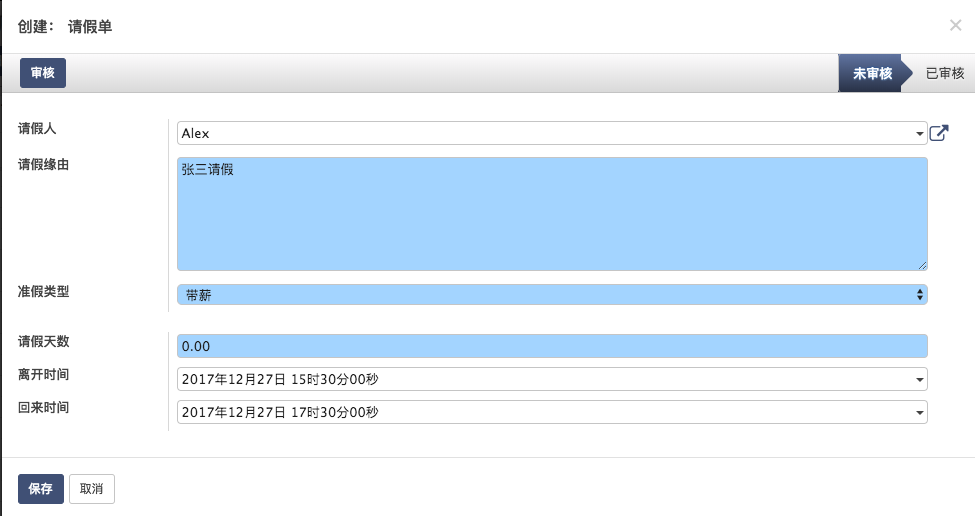 创建： 请假单
审核
未审核 已审核
请假人 Alex
请假缘由 张三请假
准假类型 带薪
请假天数 0.00
离开时间 2017年12月27日 15时30分00秒
回来时间 2017年12月27日 17时30分00秒
保存 取消